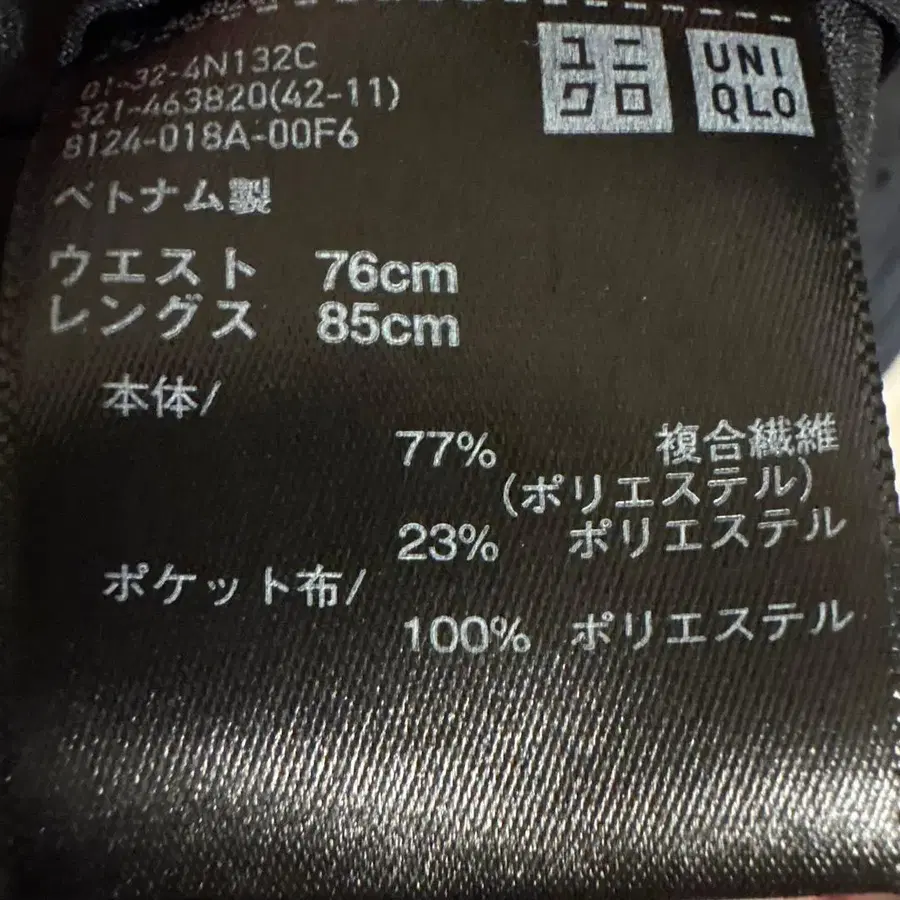 ユニ
クロ
UNI
QLO
01-32-4N132C
321-463820(42-11)
8124-018A-00F6
ベトナム製
ウエスト 76cm
レングス 85cm
本体/
77% 複合繊維
(ポリエステル)
23% ポリエステル
ポケット布/
100% ポリエステル